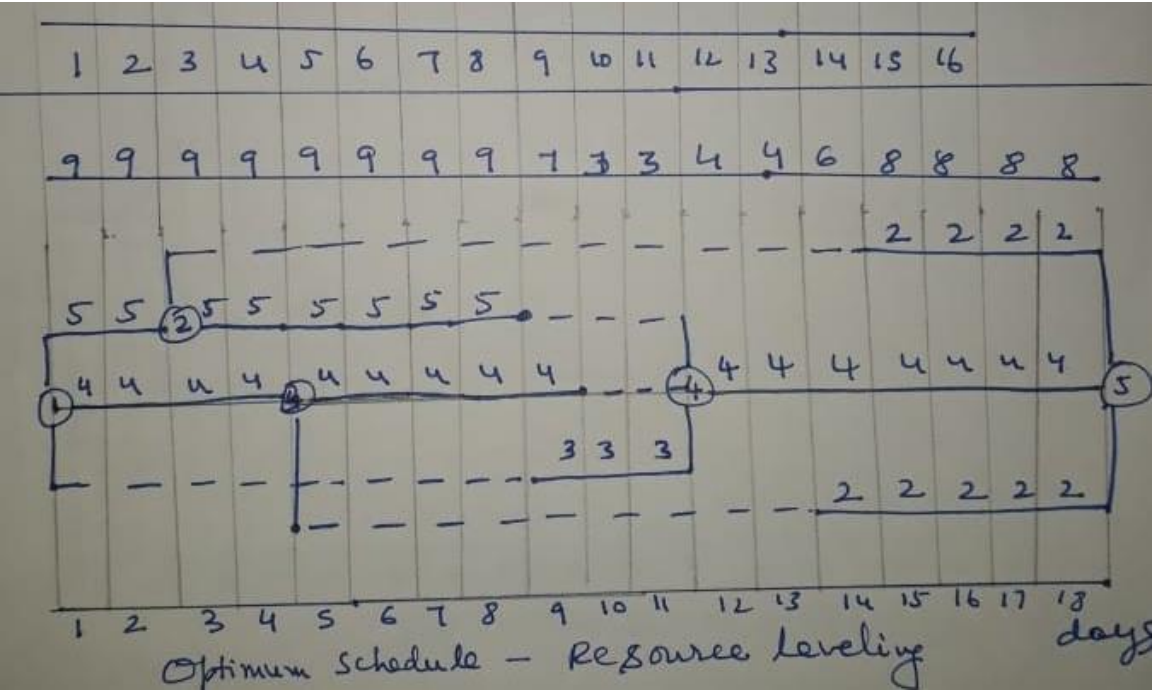 1 2 3 4 5 6 7 8 9 10 11 12 13 14 15 16
9 9 9 9 9 9 9 9 7 3 3 4 4 6 8 8 8 8
2 2 2 2
5 5 2 5 5 5 5 5 5
4 4 4 4 3 4 4 4 4 4 4 4 4 4 4 4 4 4
1 5
3 3 3
2 2 2 2 2
1 2 3 4 5 6 7 8 9 10 11 12 13 14 15 16 17 18
days
Optimum Schedule - Resource Leveling